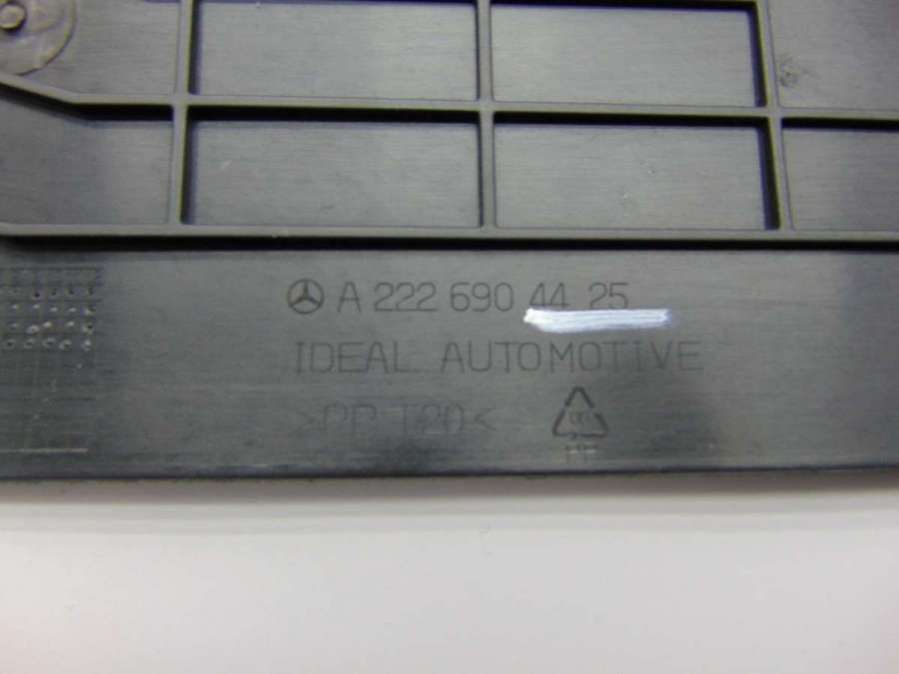 A 222 690 44 25
IDEAL AUTOMOTIVE
>PP T20<